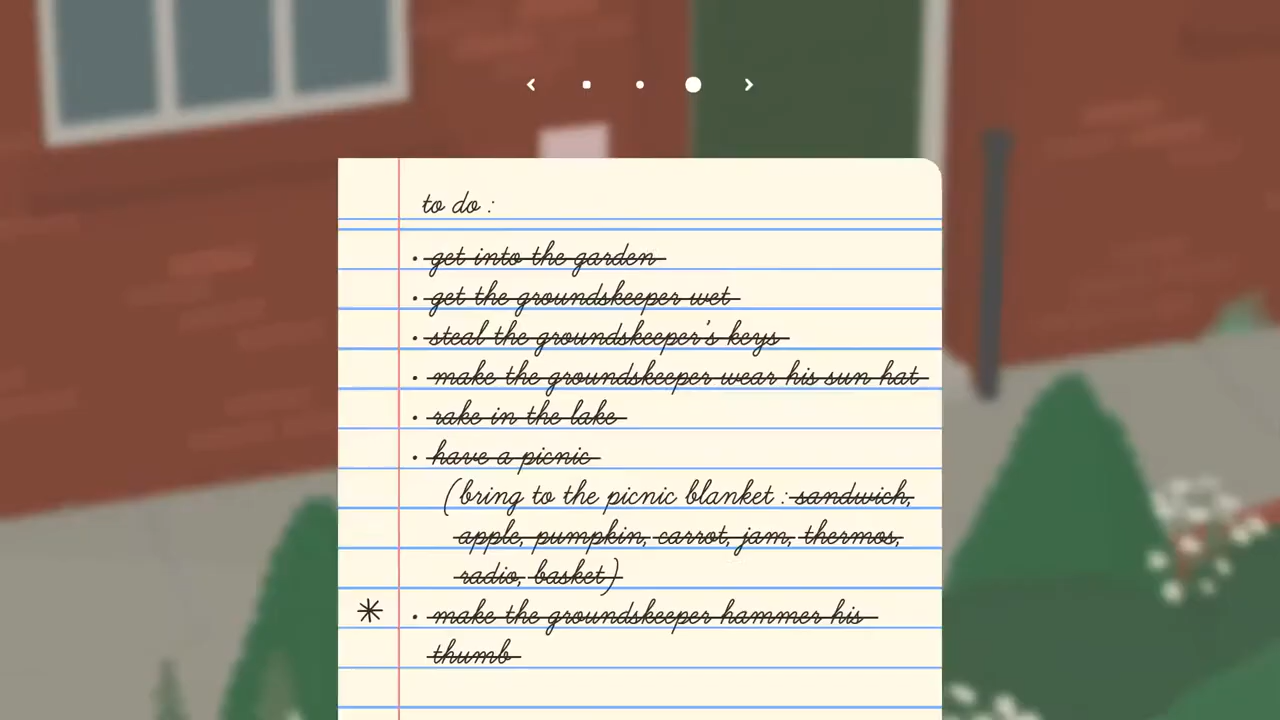 to do :
• get into the garden
• get the groundskeeper wet
• steal the groundskeeper's keys
• make the groundskeeper wear his sun hat
• rake in the lake
• have a picnic
(bring to the picnic blanket : sandwich,
apple, pumpkin, carrot, jam, thermos,
radio, basket)
* • make the groundskeeper hammer his
thumb